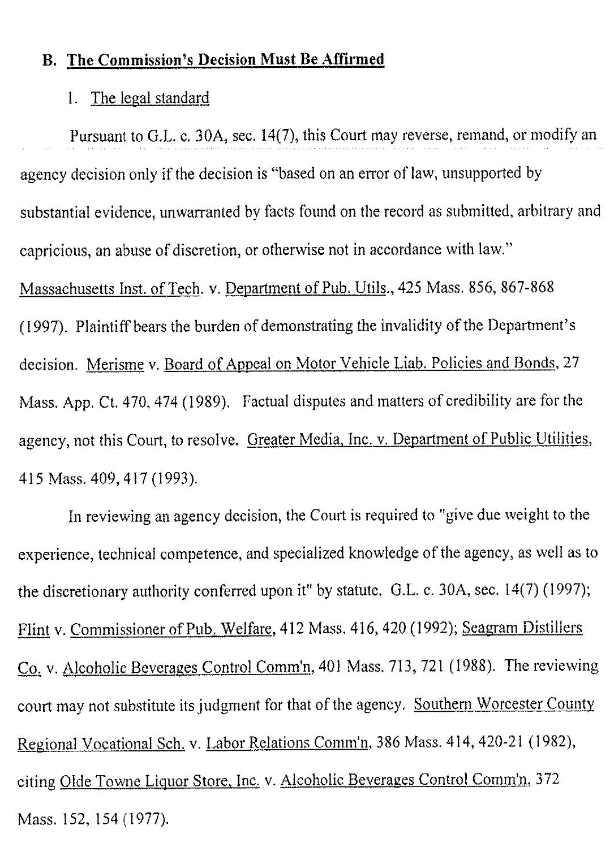 B. The Commission's Decision Must Be Affirmed
1. The legal standard
Pursuant to G.L. c. 30A, sec. 14(7), this Court may reverse, remand, or modify an
agency decision only if the decision is “based on an error of law, unsupported by
substantial evidence, unwarranted by facts found on the record as submitted, arbitrary and
capricious, an abuse of discretion, or otherwise not in accordance with law.”
Massachusetts Inst. of Tech. v. Department of Pub. Utils., 425 Mass. 856, 867-868
(1997). Plaintiff bears the burden of demonstrating the invalidity of the Department’s
decision. Merisme v. Board of Appeal on Motor Vehicle Liab. Policies and Bonds, 27
Mass. App. Ct. 470, 474 (1989). Factual disputes and matters of credibility are for the
agency, not this Court, to resolve. Greater Media, Inc. v. Department of Public Utilities,
415 Mass. 409, 417 (1993).
In reviewing an agency decision, the Court is required to "give due weight to the
experience, technical competence, and specialized knowledge of the agency, as well as to
the discretionary authority conferred upon it" by statute. G.L. c. 30A, sec. 14(7) (1997);
Flint v. Commissioner of Pub. Welfare, 412 Mass. 416, 420 (1992); Seagram Distillers
Co. v. Alcoholic Beverages Control Comm'n, 401 Mass. 713, 721 (1988). The reviewing
court may not substitute its judgment for that of the agency. Southern Worcester County
Regional Vocational Sch. v. Labor Relations Comm'n, 386 Mass. 414, 420-21 (1982),
citing Olde Towne Liquor Store, Inc. v. Alcoholic Beverages Control Comm'n, 372
Mass. 152, 154 (1977).